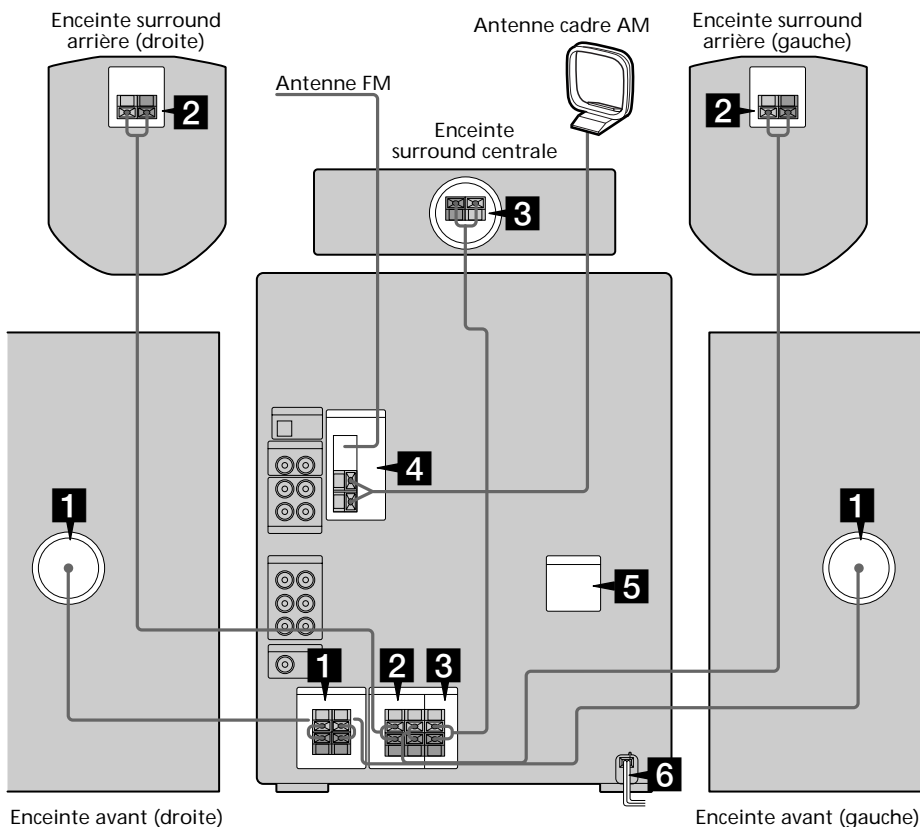 Enceinte surround
arrière (droite)
Antenne cadre AM
Enceinte surround
arrière (gauche)
Antenne FM
2
2
Enceinte
surround centrale
3
4
1
1
5
1
2
3
6
Enceinte avant (droite)
Enceinte avant (gauche)